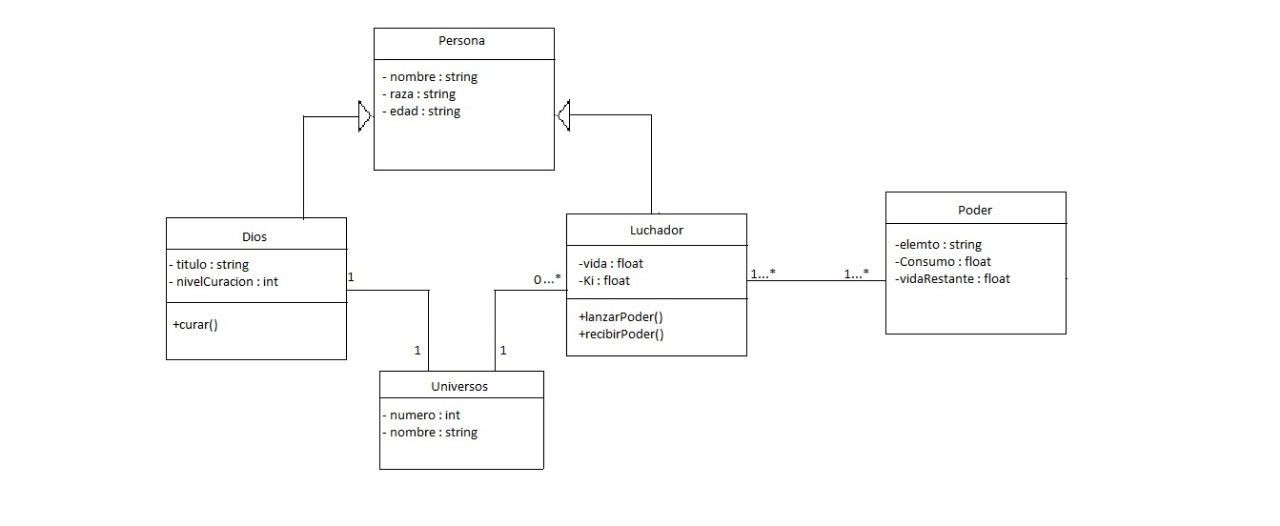 Persona
- nombre : string
- raza : string
- edad : string
Dios
- titulo : string
- nivelCuracion : int
+curar()
1
1
Luchador
-vida : float
-Ki : float
+lanzarPoder()
+recibirPoder()
0...*
1
1...*
1...*
Poder
-elemto : string
-Consumo : float
-vidaRestante : float
Universos
- numero : int
- nombre : string